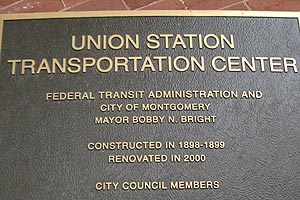 UNION STATION
TRANSPORTATION CENTER
FEDERAL TRANSIT ADMINISTRATION AND
CITY OF MONTGOMERY
MAYOR BOBBY N. BRIGHT
CONSTRUCTED IN 1898-1899
RENOVATED IN 2000
CITY COUNCIL MEMBERS